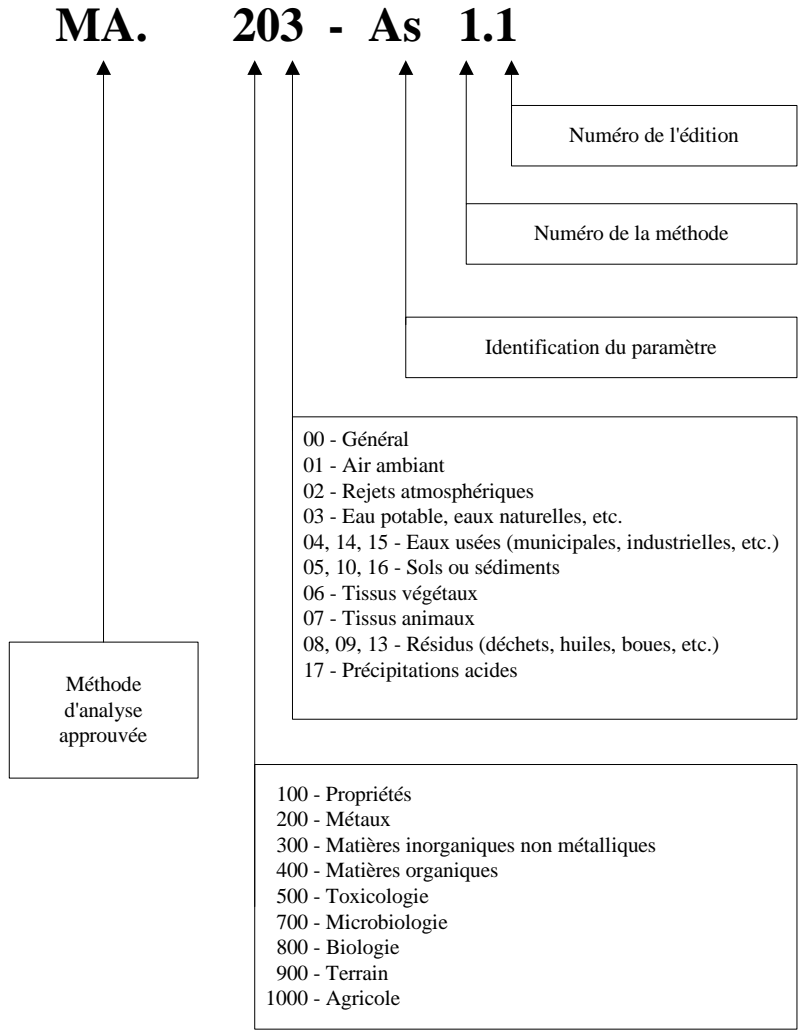 MA. 203 - As 1.1
Numéro de l'édition
Numéro de la méthode
Identification du paramètre
00 - Général
01 - Air ambiant
02 - Rejets atmosphériques
03 - Eau potable, eaux naturelles, etc.
04, 14, 15 - Eaux usées (municipales, industrielles, etc.)
05, 10, 16 - Sols ou sédiments
06 - Tissus végétaux
07 - Tissus animaux
08, 09, 13 - Résidus (déchets, huiles, boues, etc.)
17 - Précipitations acides
Méthode
d'analyse
approuvée
100 - Propriétés
200 - Métaux
300 - Matières inorganiques non métalliques
400 - Matières organiques
500 - Toxicologie
700 - Microbiologie
800 - Biologie
900 - Terrain
1000 - Agricole